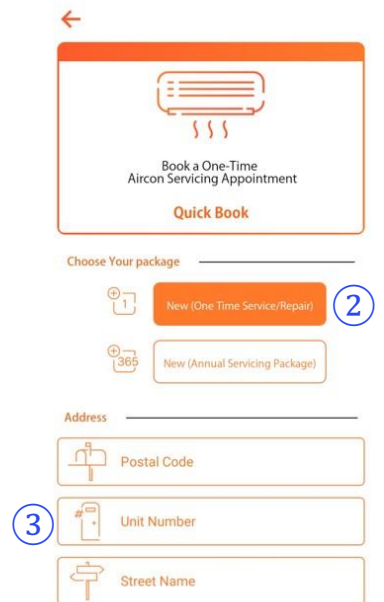 Book a One-Time
Aircon Servicing Appointment
Quick Book
Choose Your package
1
New (One Time Service/Repair)
②
365
New (Annual Servicing Package)
Address
Postal Code
③
#
Unit Number
Street Name